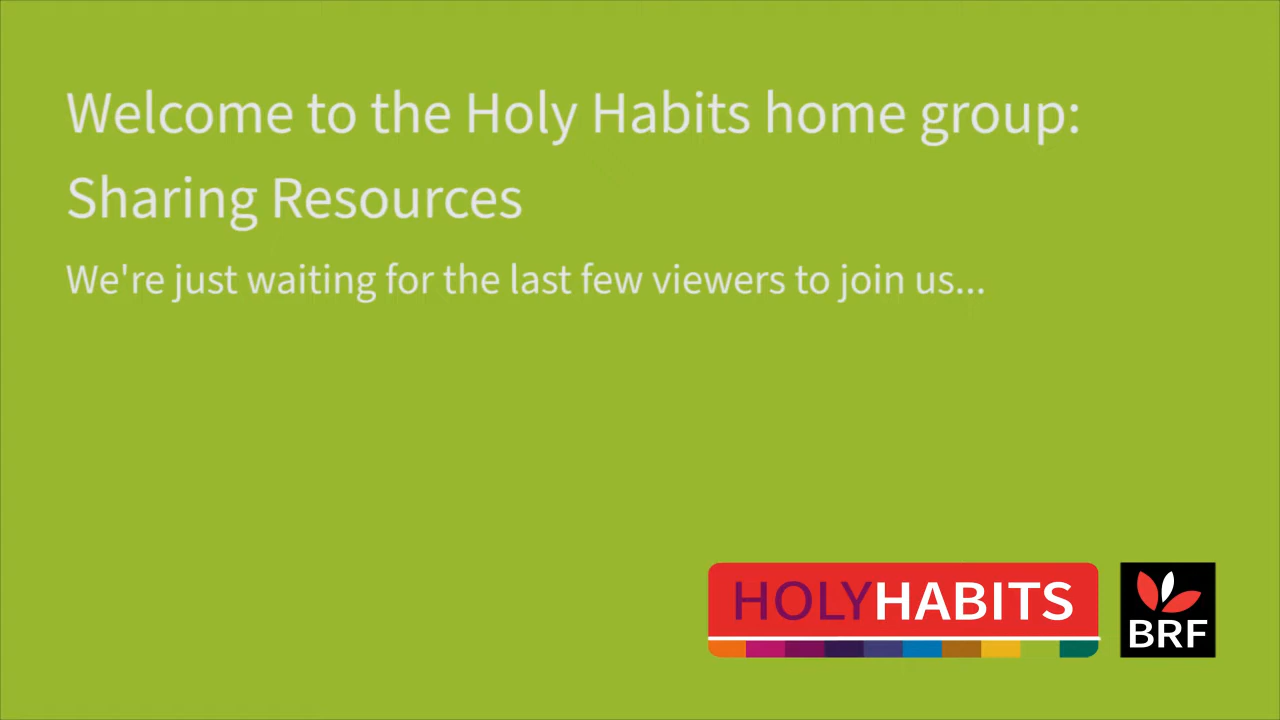 Welcome to the Holy Habits home group:
Sharing Resources
We're just waiting for the last few viewers to join us...
HOLYHABITS
BRF